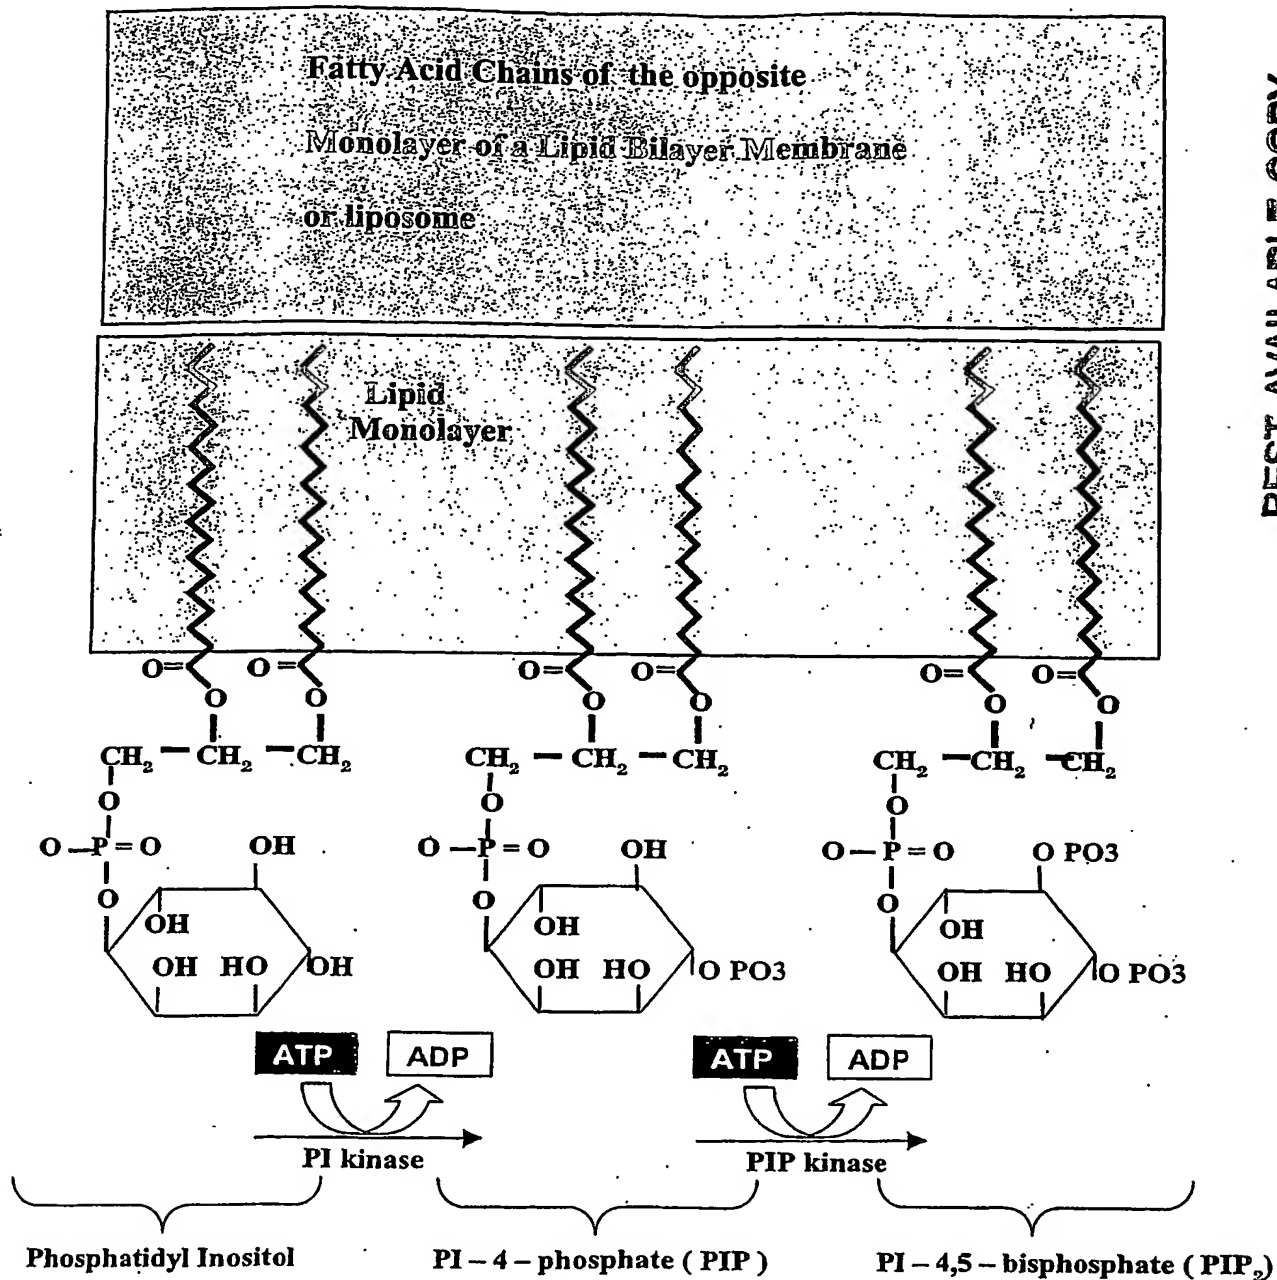 Fatty Acid Chains of the opposite
Monolayer of a Lipid Bilayer Membrane
or liposome
Lipid
Monolayer
O= O= O= O= O= O=
O O O O O O
CH₂ — CH₂ — CH₂ CH₂ — CH₂ — CH₂ CH₂ — CH₂ — CH₂
O O O
O — P = O OH O — P = O OH O — P = O O PO3
O O O
OH OH OH
OH HO OH OH HO O PO3 OH HO O PO3
ATP ADP ATP ADP
PI kinase PIP kinase
Phosphatidyl Inositol PI – 4 – phosphate ( PIP ) PI – 4,5 – bisphosphate ( PIP₂)
BEST AVAILABLE COPY